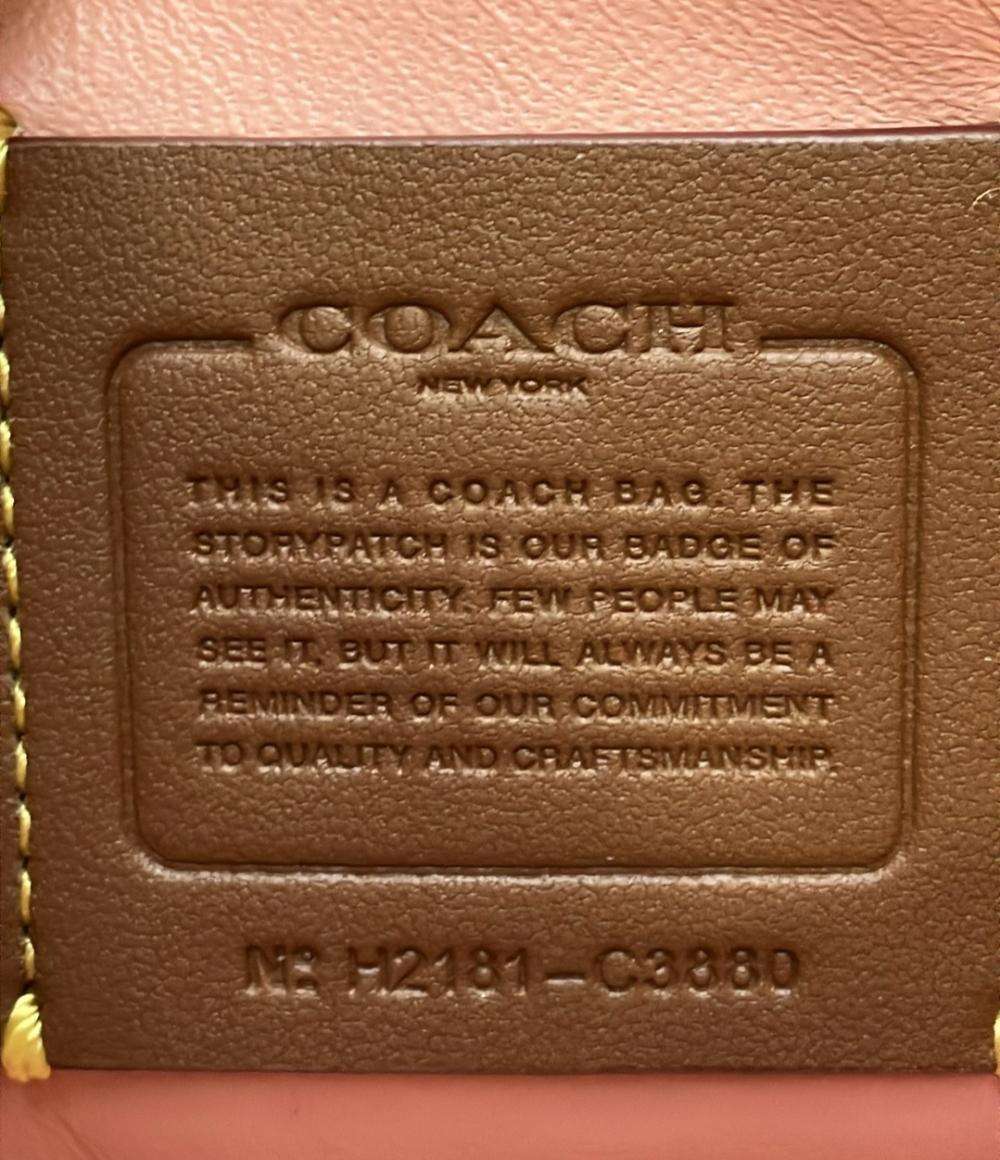 COACH
NEW YORK
THIS IS A COACH BAG. THE
STORYPATCH IS OUR BADGE OF
AUTHENTICITY. FEW PEOPLE MAY
SEE IT, BUT IT WILL ALWAYS BE A
REMINDER OF OUR COMMITMENT
TO QUALITY AND CRAFTSMANSHIP.
Nº H2181-C3880